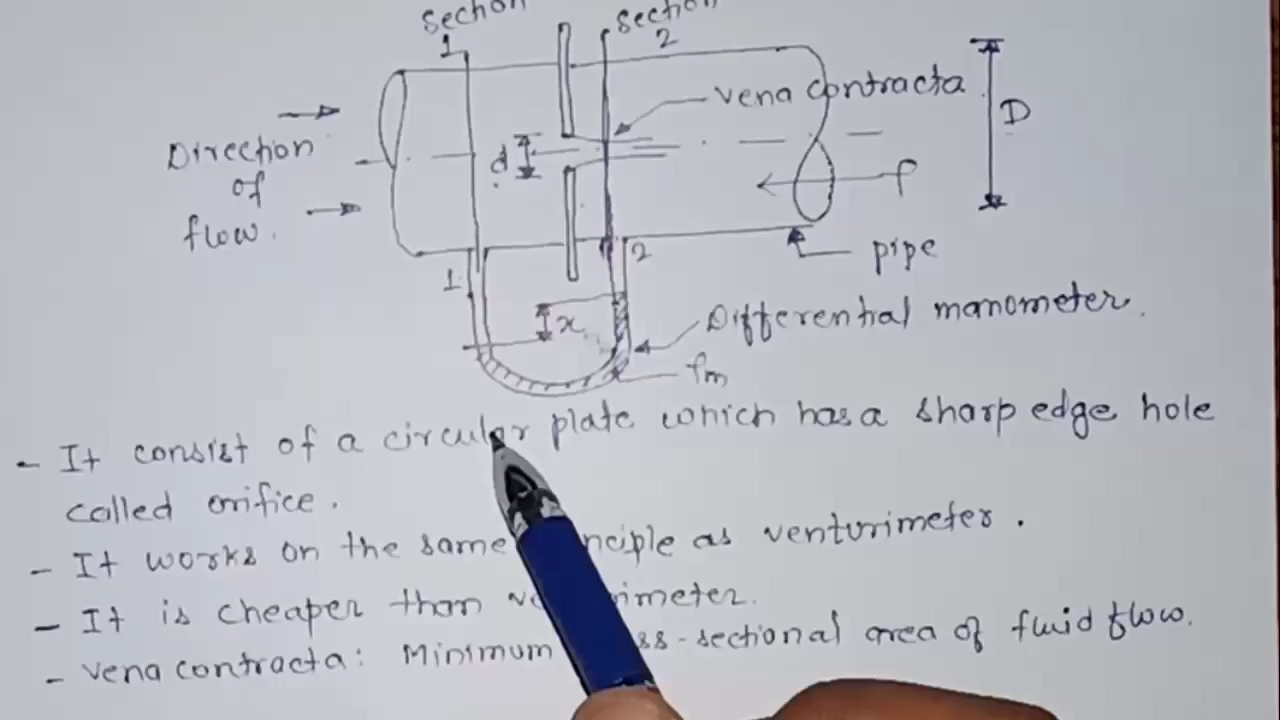 Section
1
Section
2
vena contracta
D
Direction
of
flow.
d
ρ
pipe
1
2
x
Differential manometer.
ρm
- It consist of a circular plate which has a sharp edge hole
called orifice.
- It works on the same as venturimeter.
- It is cheaper than
- vena contracta: Minimum -sectional area of fluid flow.